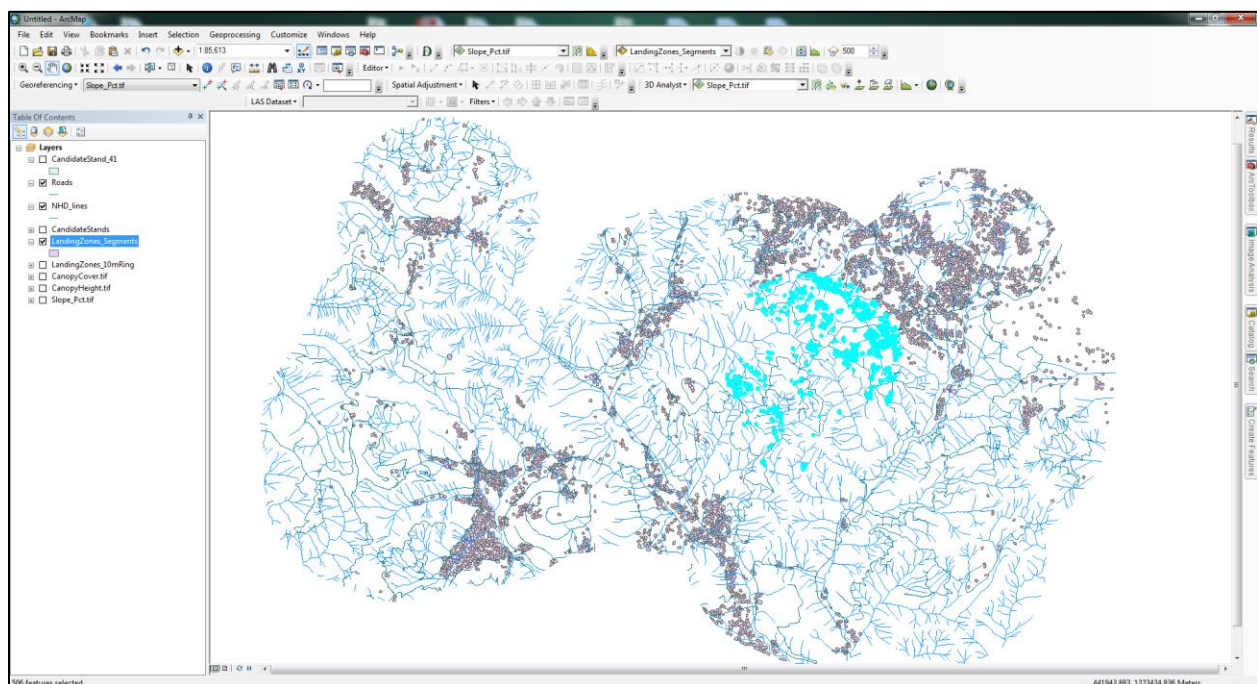 Untitled - ArcMap
File Edit View Bookmarks Insert Selection Geoprocessing Customize Windows Help
1:85,613 Slope_Pct.tif LandingZones_Segments 500
Editor
Georeferencing Slope_Pct.tif Spatial Adjustment 3D Analyst Slope_Pct.tif
LAS Dataset Filters
Table Of Contents
Layers
CandidateStand_41
Roads
NHD_lines
CandidateStands
LandingZones_Segments
LandingZones_10mRing
CanopyCover.tif
CanopyHeight.tif
Slope_Pct.tif
Results
ArcToolbox
Image Analysis
Catalog
Search
Create Features
506 features selected
441943.883 1323434.836 Meters